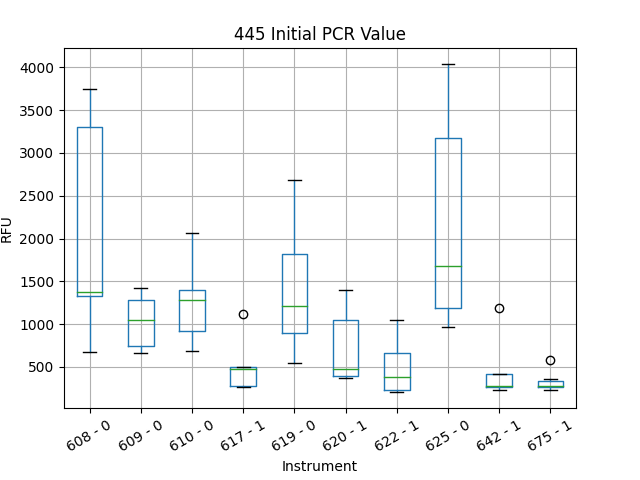 445 Initial PCR Value
4000
3500
3000
2500
2000
1500
1000
500
RFU
608 - 0
609 - 0
610 - 0
617 - 1
619 - 0
620 - 1
622 - 1
625 - 0
642 - 1
675 - 1
Instrument